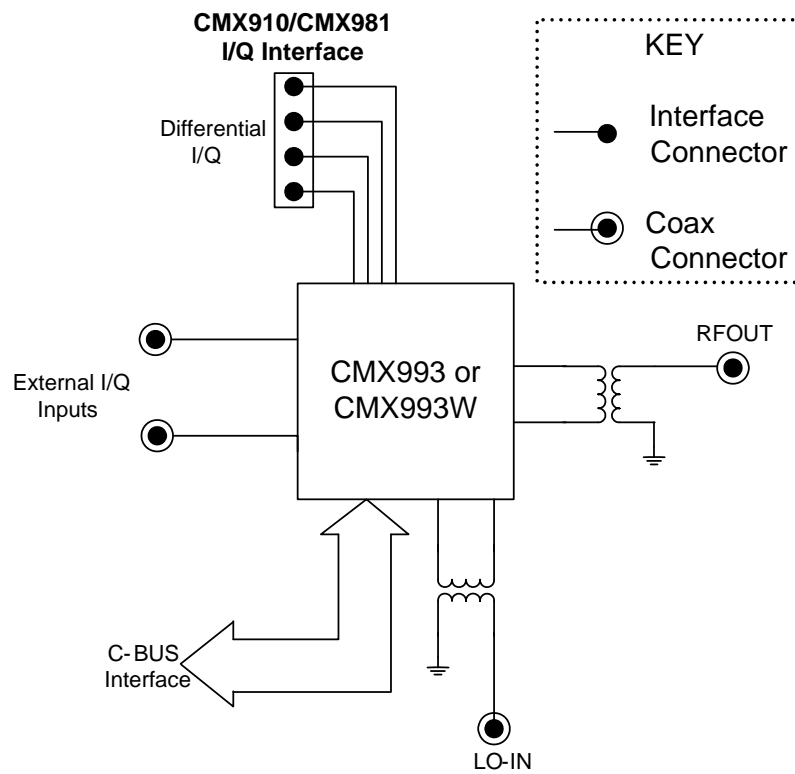 CMX910/CMX981
I/Q Interface
KEY
Differential
I/Q
Interface
Connector
Coax
Connector
RFOUT
External I/Q
Inputs
CMX993 or
CMX993W
C-BUS
Interface
LO-IN